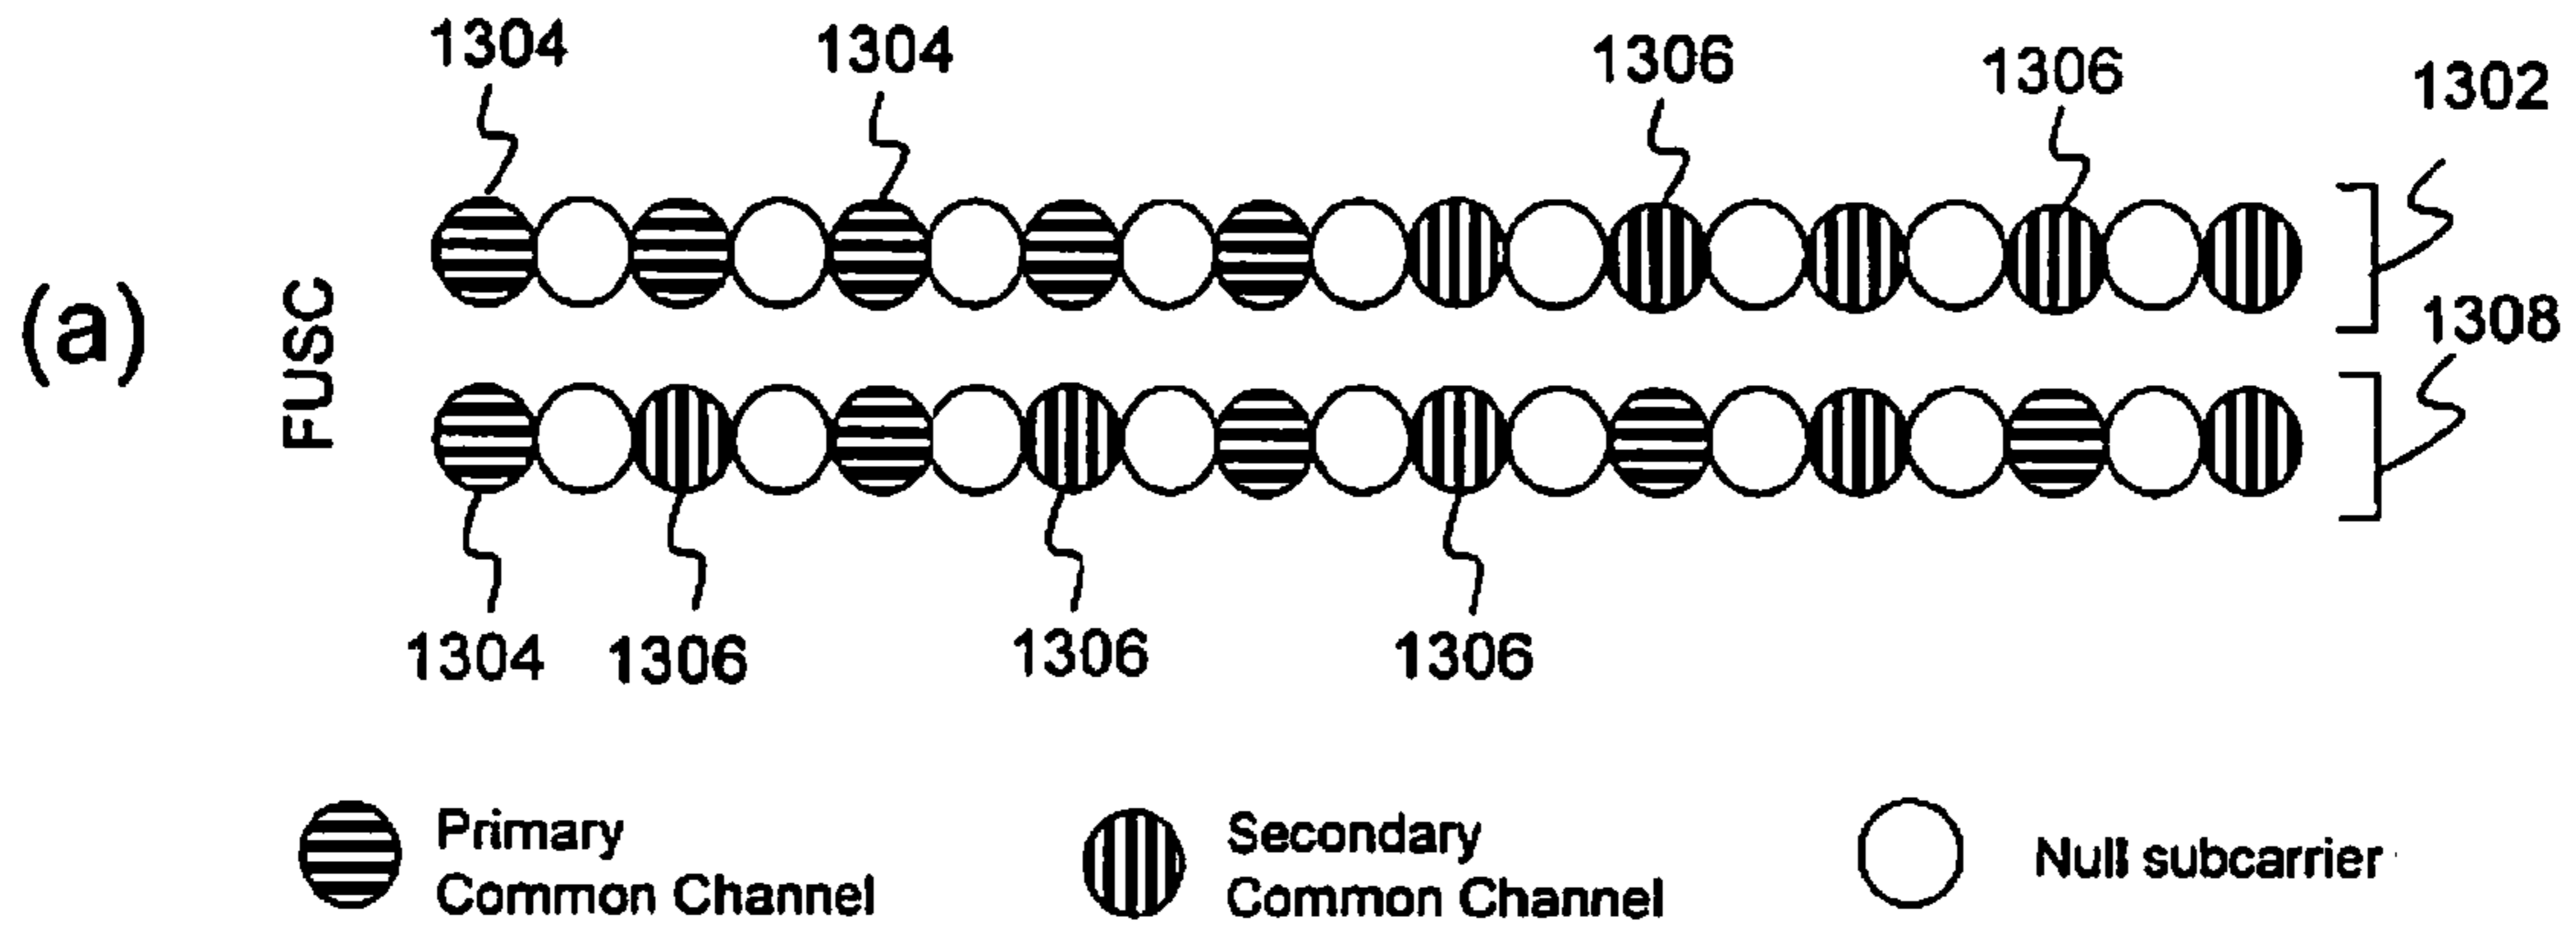 1304 1304 1306 1306 1302
(a) FUSC
1308
1304 1306 1306 1306
Primary
Common Channel
Secondary
Common Channel
Null subcarrier